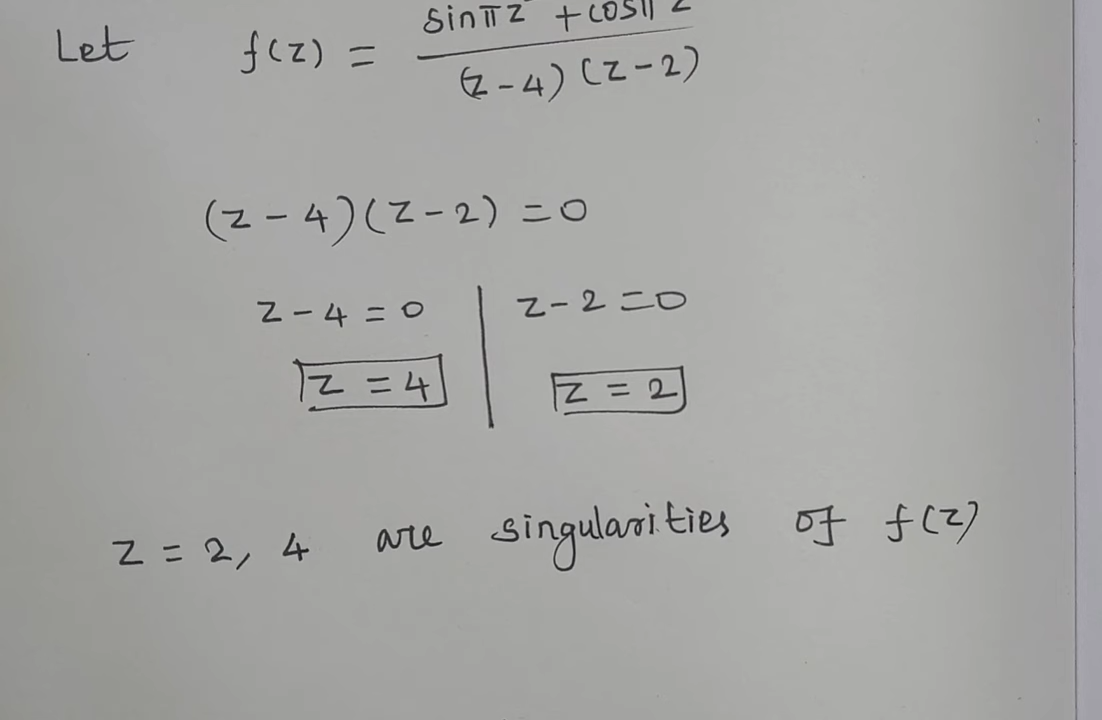 Let f(z) = sinπz + cosπz / (z-4)(z-2)
(z-4)(z-2) = 0
z-4=0 | z-2=0
z=4 | z=2
z=2, 4 are singularities of f(z)